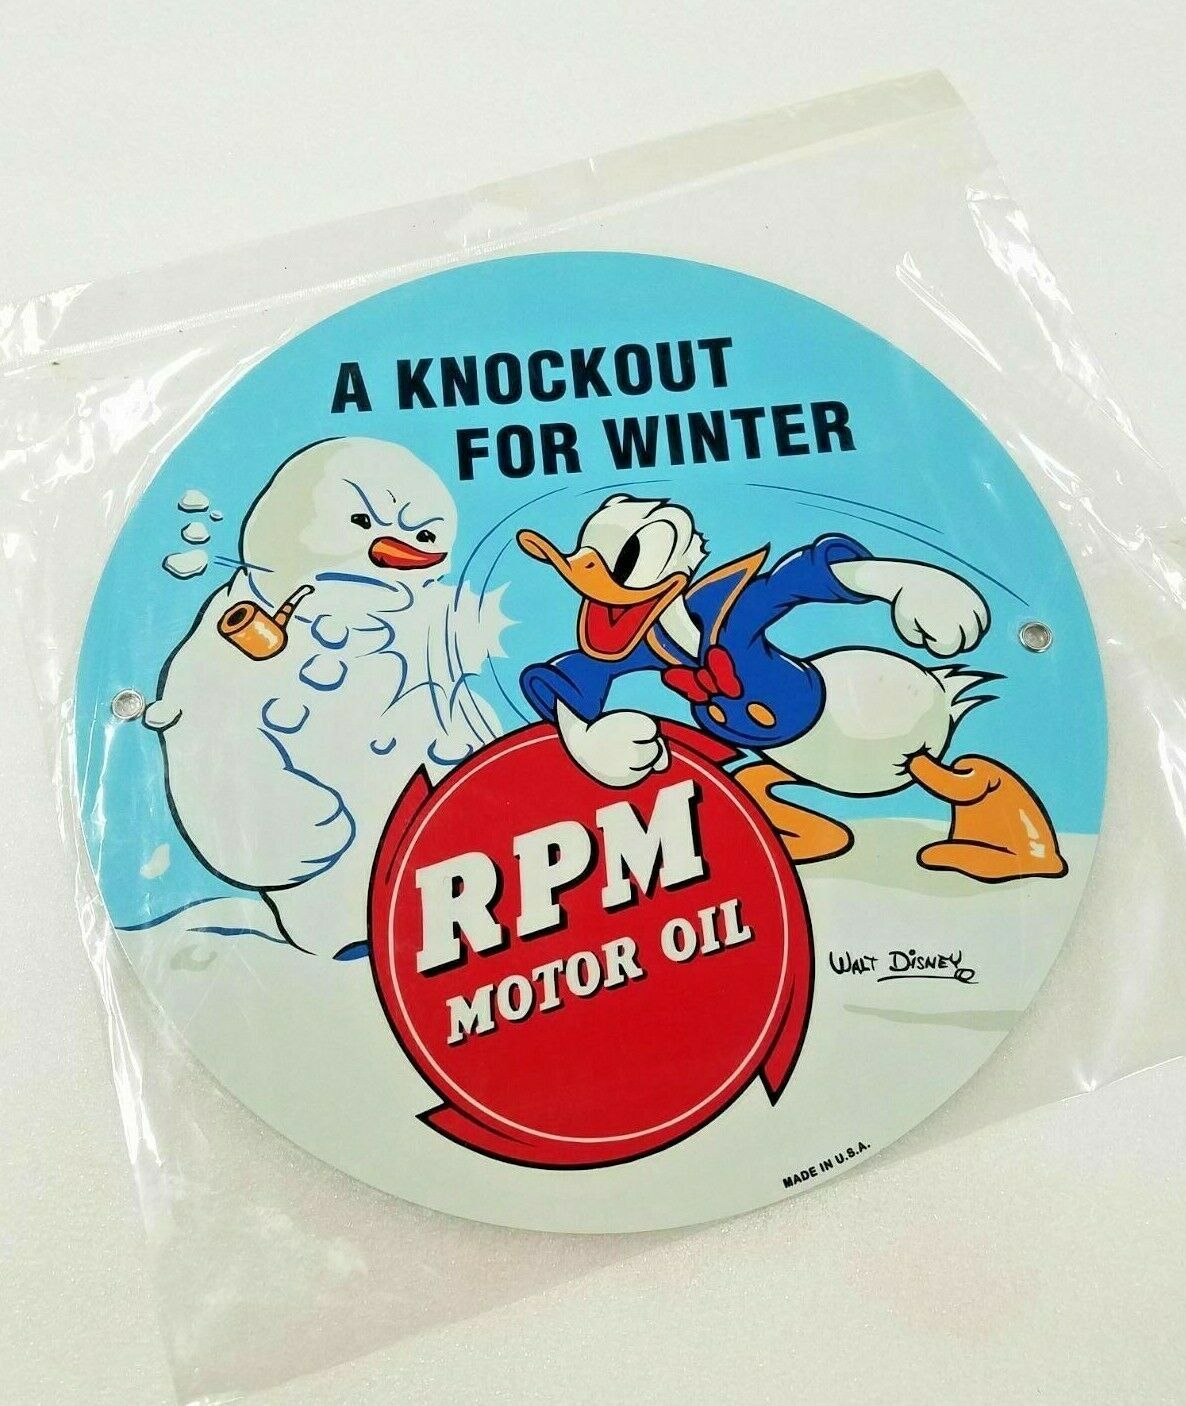 A KNOCKOUT
FOR WINTER
RPM
MOTOR OIL
WALT DISNEY
MADE IN U.S.A.